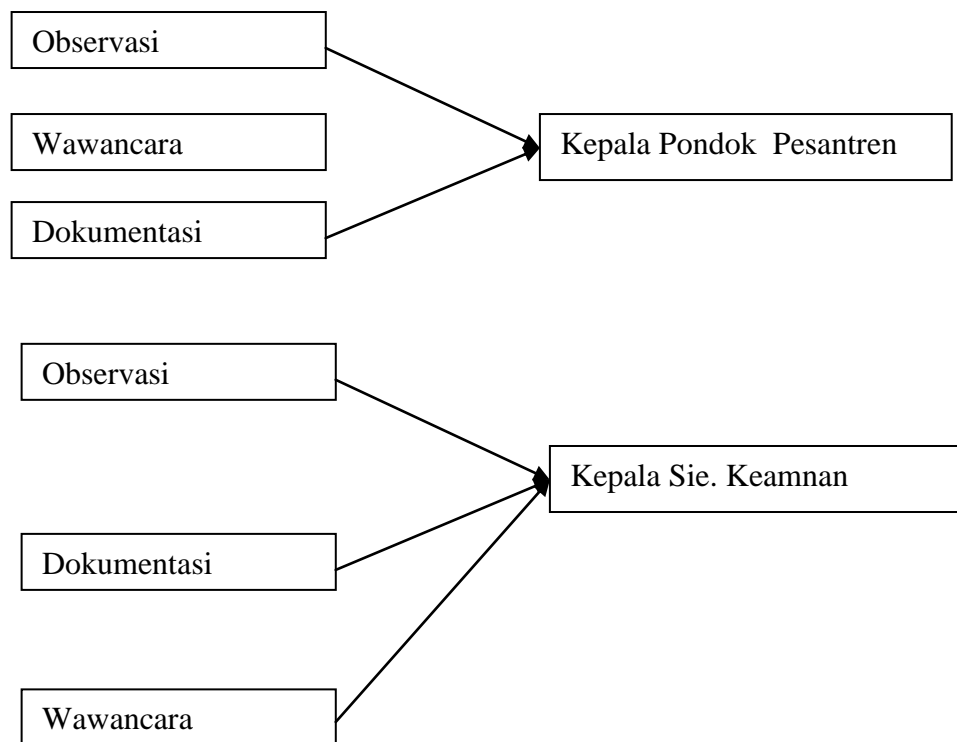 Observasi
Wawancara
Kepala Pondok Pesantren
Dokumentasi
Observasi
Kepala Sie. Keamnan
Dokumentasi
Wawancara